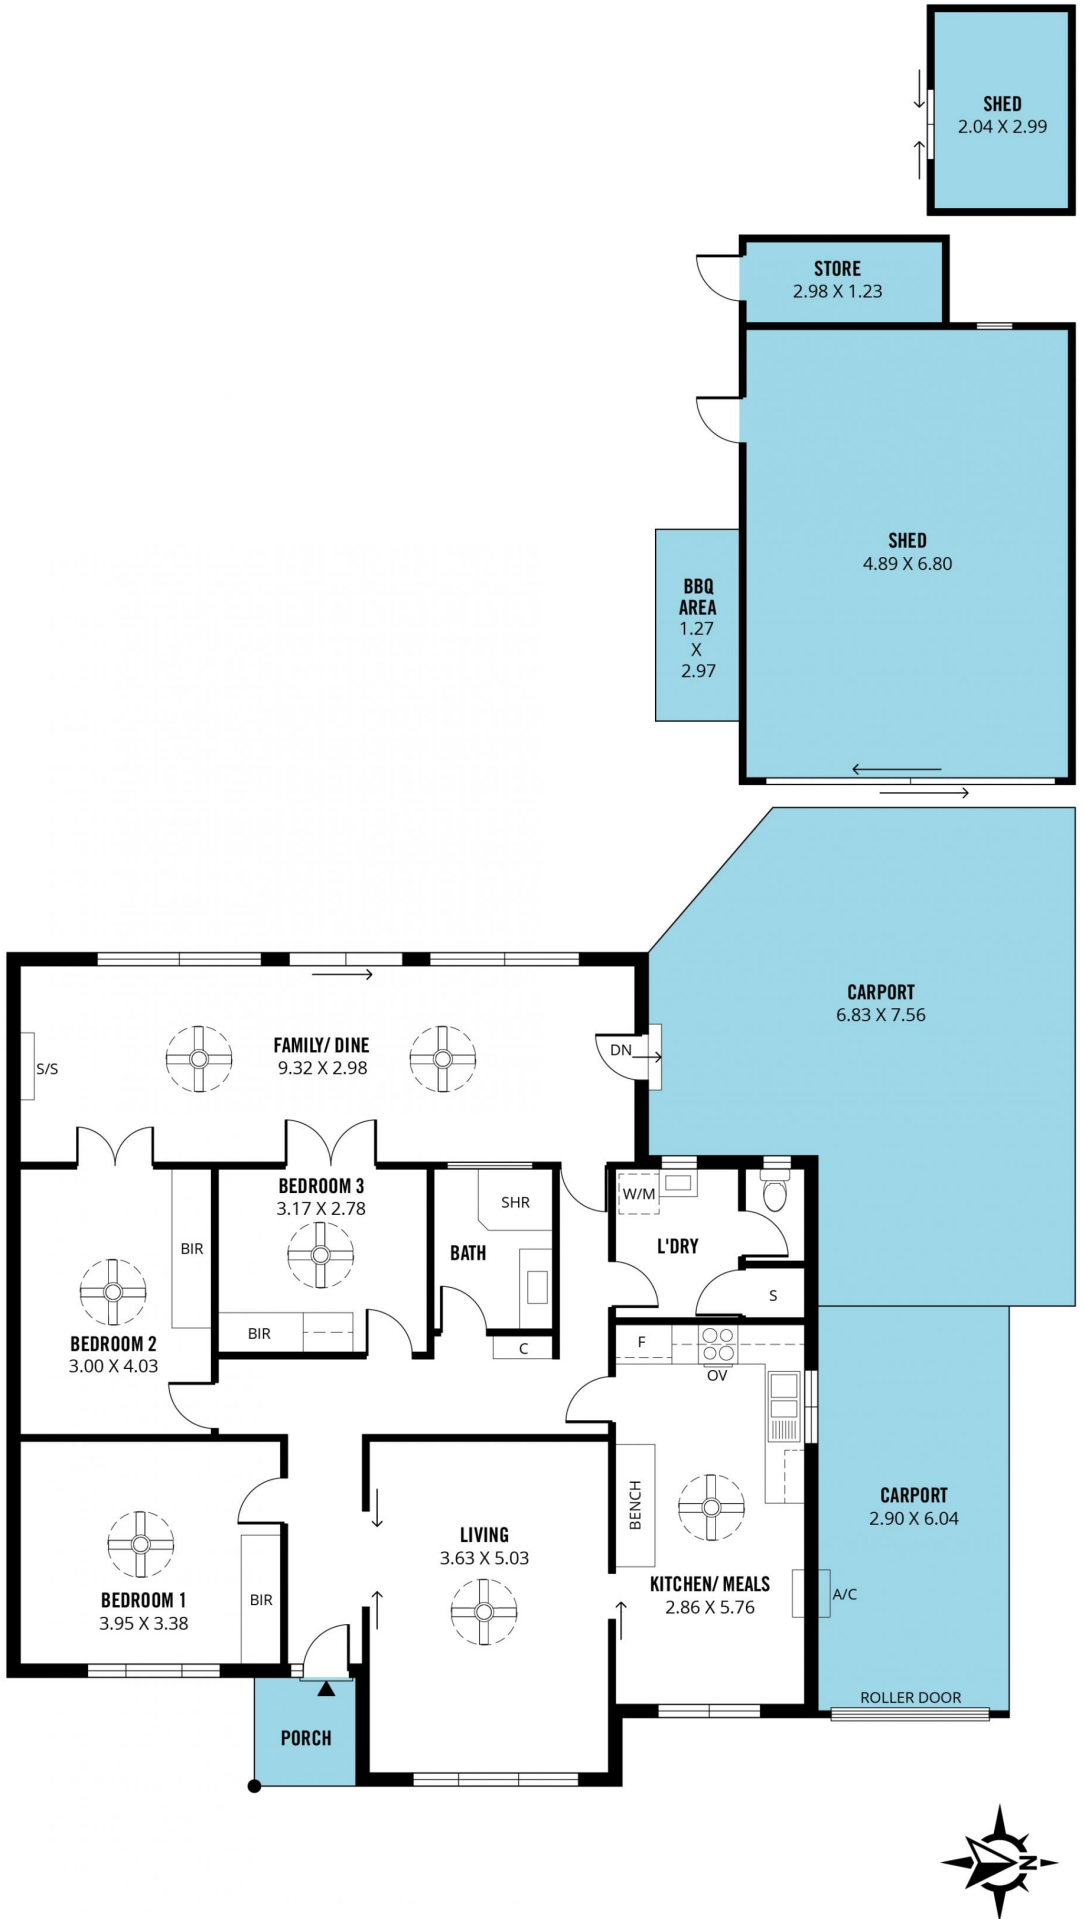 SHED
2.04 X 2.99
STORE
2.98 X 1.23
SHED
4.89 X 6.80
BBQ
AREA
1.27
X
2.97
CARPORT
6.83 X 7.56
FAMILY/ DINE
9.32 X 2.98
DN
S/S
BEDROOM 3
3.17 X 2.78
SHR
W/M
BATH
L'DRY
BIR
S
BEDROOM 2
3.00 X 4.03
BIR
C
F
OV
BENCH
CARPORT
2.90 X 6.04
LIVING
3.63 X 5.03
KITCHEN/ MEALS
2.86 X 5.76
A/C
BEDROOM 1
3.95 X 3.38
BIR
ROLLER DOOR
PORCH
N